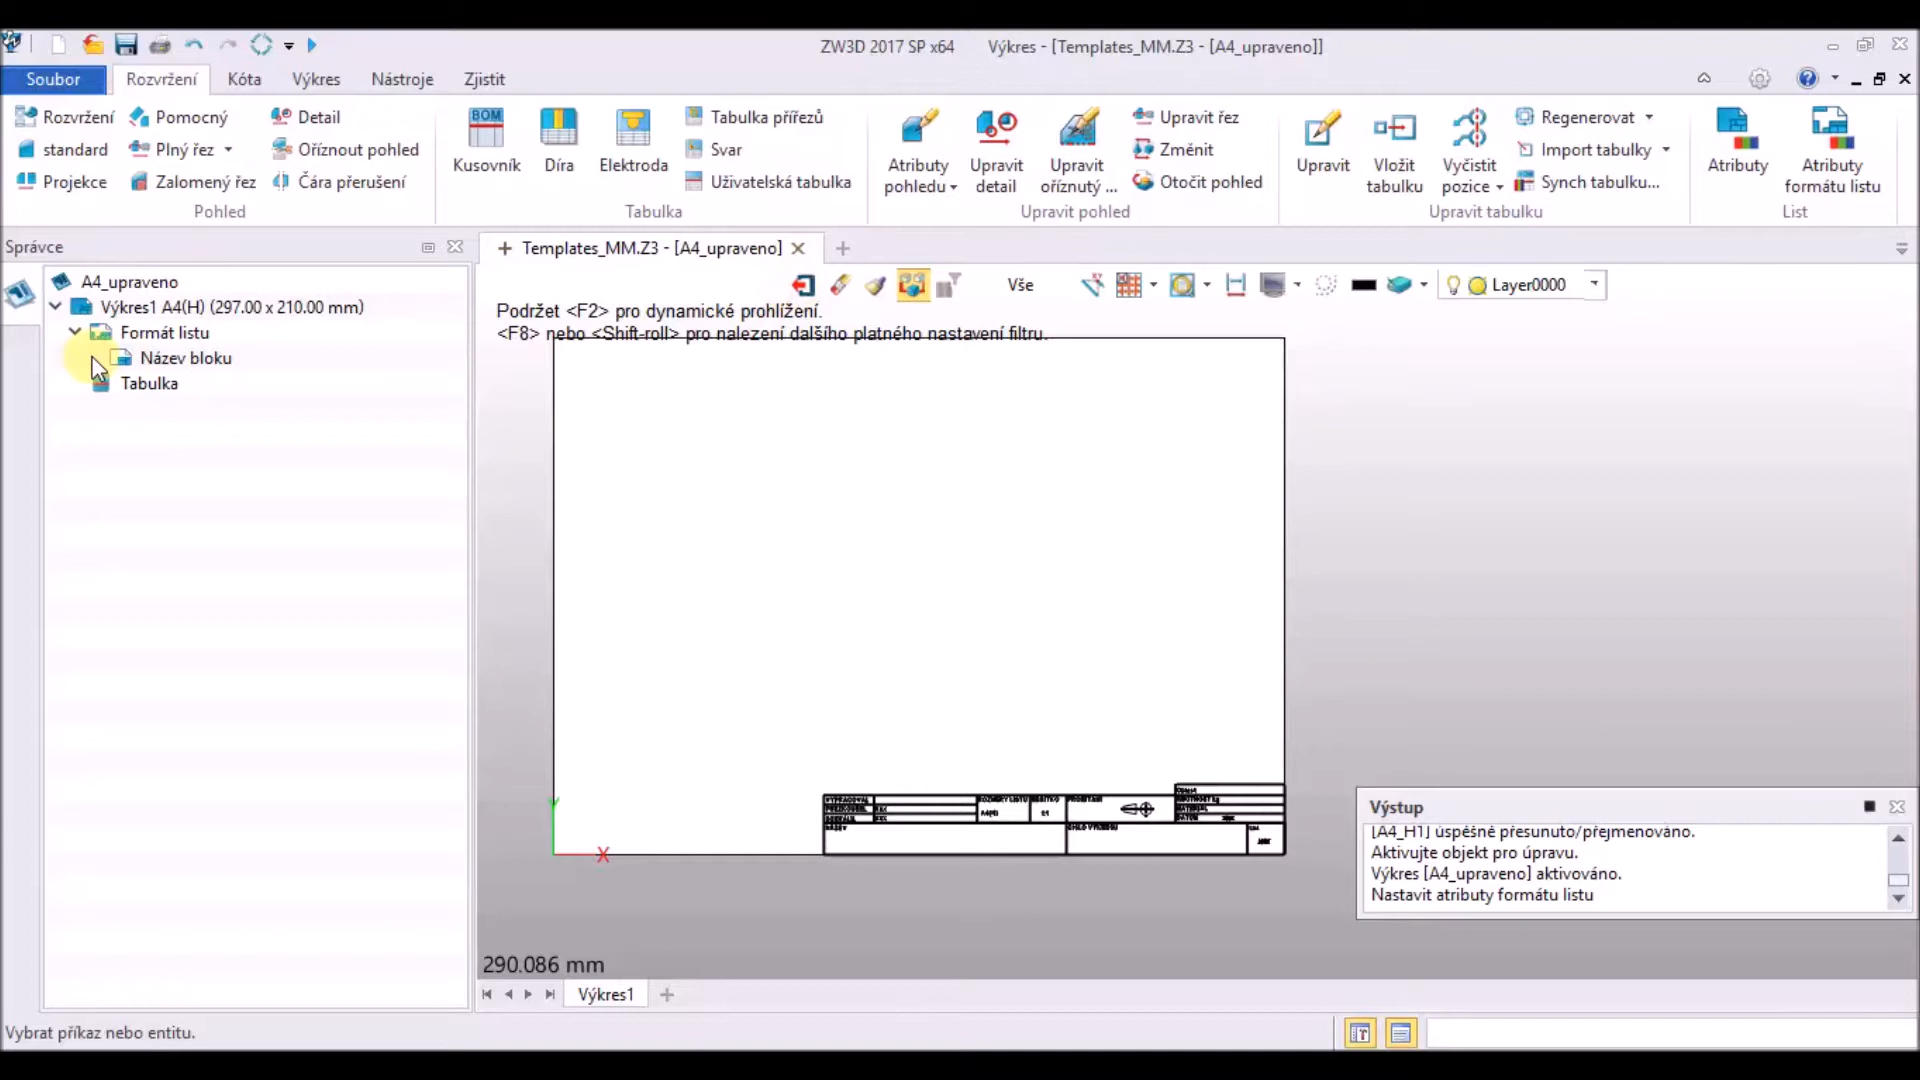 ZW3D 2017 SP x64 Výkres - [Templates_MM.Z3 - [A4_upraveno]]
Soubor Rozvržení Kóta Výkres Nástroje Zjistit
Rozvržení Pomocný Detail
standard Plný řez Oříznout pohled
Projekce Zalomený řez Čára přerušení
Pohled
BOM
Kusovník Díra Elektroda
Tabulka přířezů
Svar
Uživatelská tabulka
Tabulka
Atributy pohledu
Upravit detail
Upravit oříznutý ...
Upravit řez
Změnit
Otočit pohled
Upravit pohled
Upravit
Vložit tabulku
Vyčistit pozice
Regenerovat
Import tabulky
Synch tabulku...
Upravit tabulku
Atributy
Atributy formátu listu
List
Správce
Templates_MM.Z3 - [A4_upraveno]
A4_upraveno
Výkres1 A4(H) (297.00 x 210.00 mm)
Formát listu
Název bloku
Tabulka
Vše
Layer0000
Podržet <F2> pro dynamické prohlížení.
<F8> nebo <Shift-roll> pro nalezení dalšího platného nastavení filtru.
Y
X
Výstup
[A4_H1] úspěšně přesunuto/přejmenováno.
Aktivujte objekt pro úpravu.
Výkres [A4_upraveno] aktivováno.
Nastavit atributy formátu listu
290.086 mm
Výkres1
Vybrat příkaz nebo entitu.